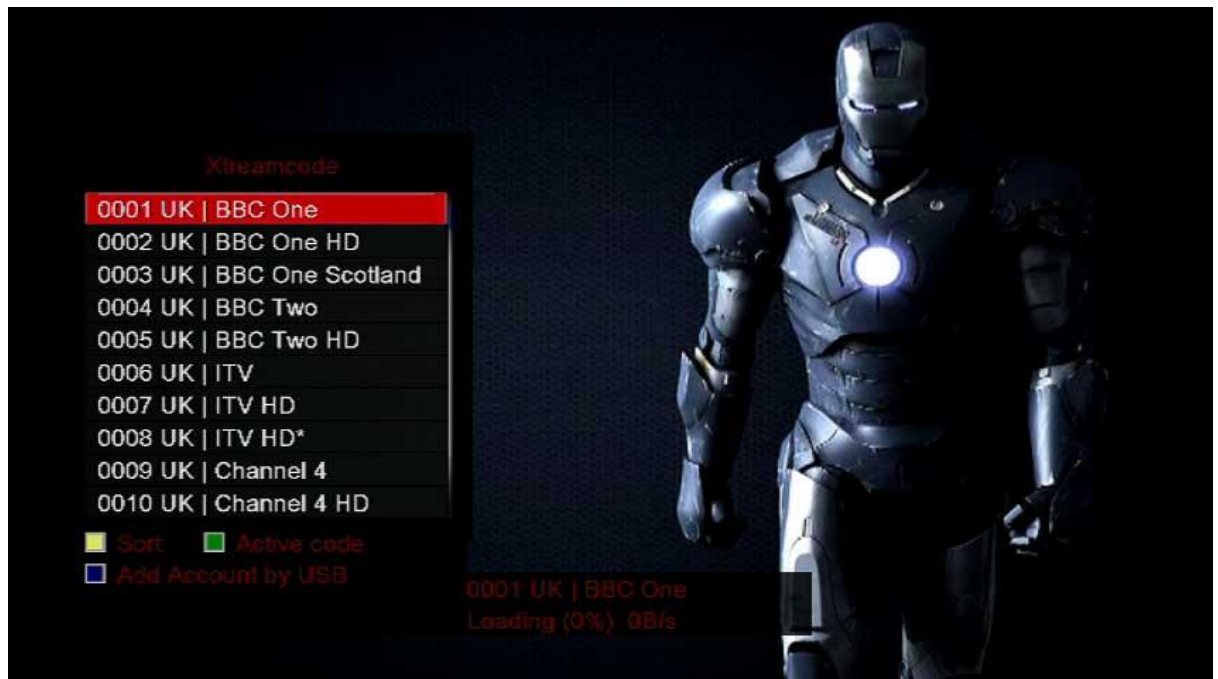 Xtreamcode
0001 UK | BBC One
0002 UK | BBC One HD
0003 UK | BBC One Scotland
0004 UK | BBC Two
0005 UK | BBC Two HD
0006 UK | ITV
0007 UK | ITV HD
0008 UK | ITV HD*
0009 UK | Channel 4
0010 UK | Channel 4 HD
Sort Active code
Add Account by USB
0001 UK | BBC One
Loading (0%) 0B/s